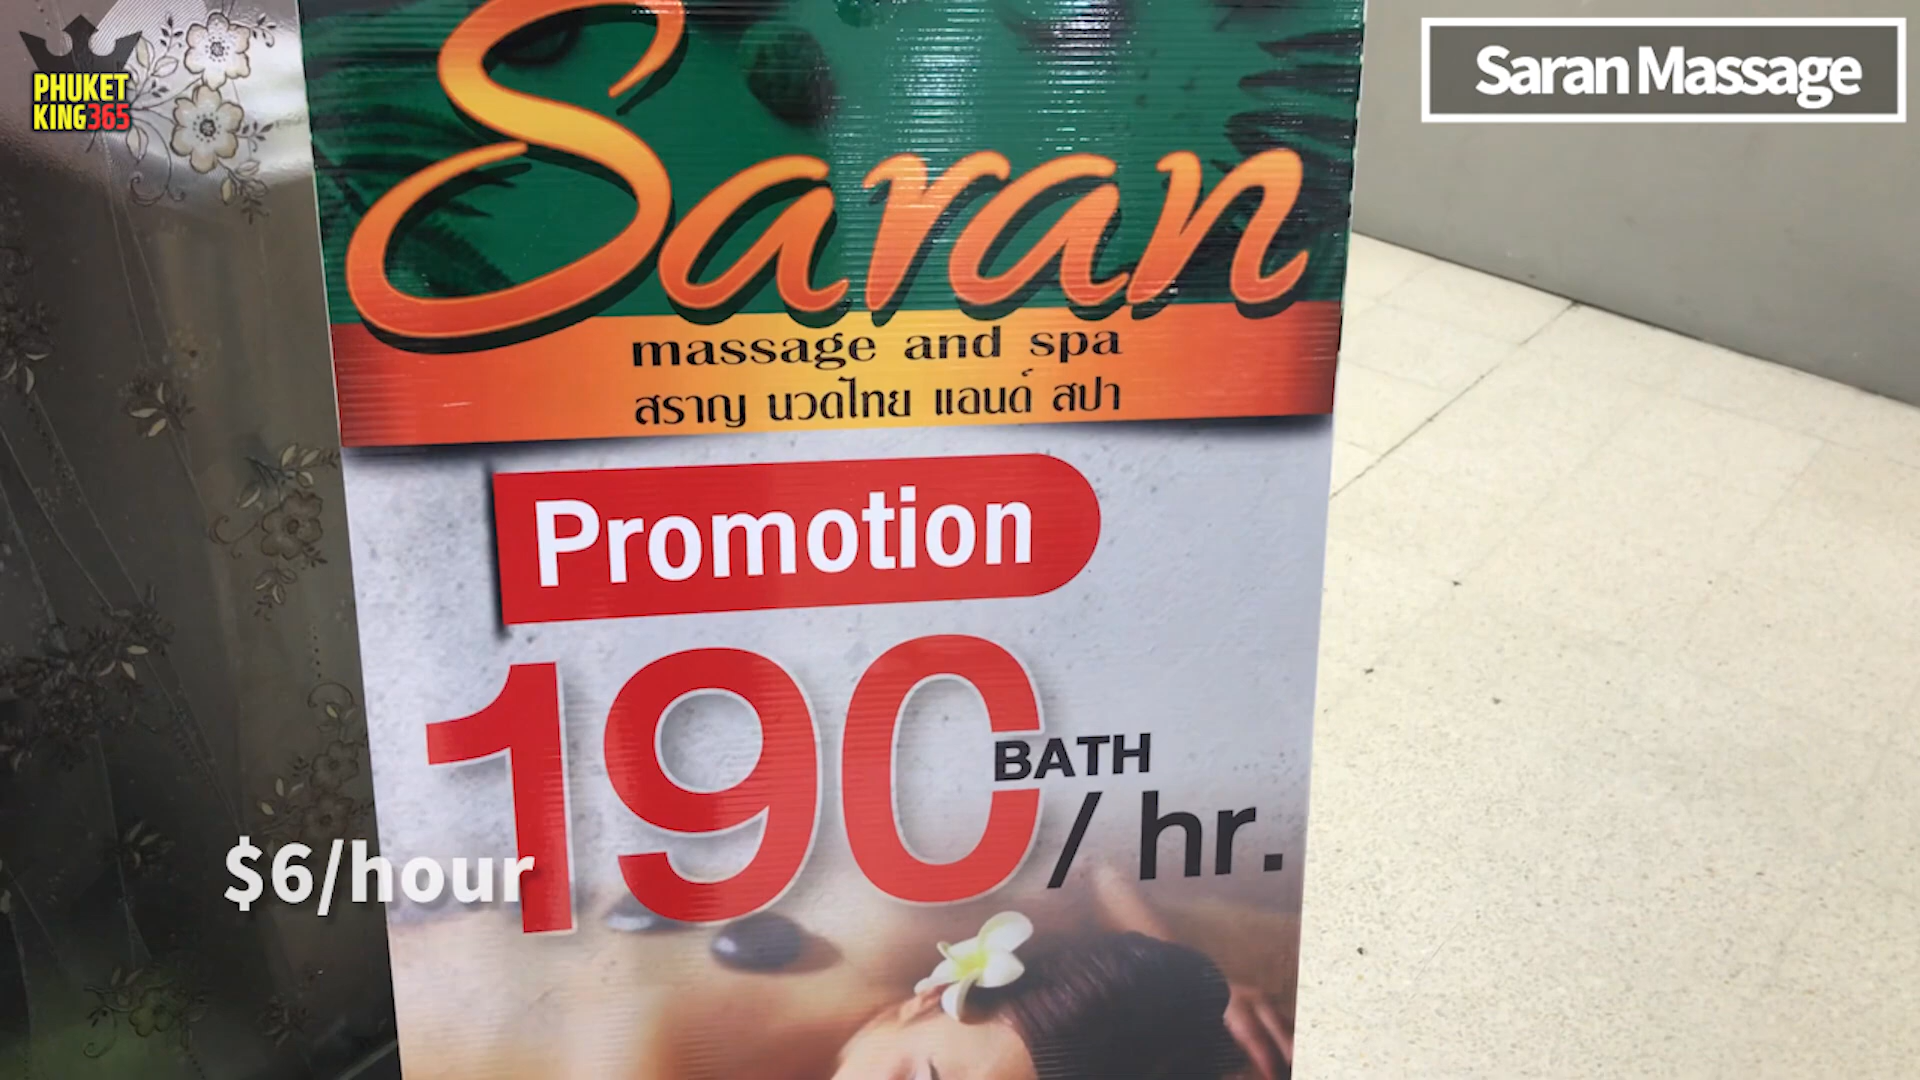 PHUKET
KING365
Saran Massage
Saran
massage and spa
สราญ นวดไทย แอนด์ สปา
Promotion
190
BATH
/ hr.
$6/hour